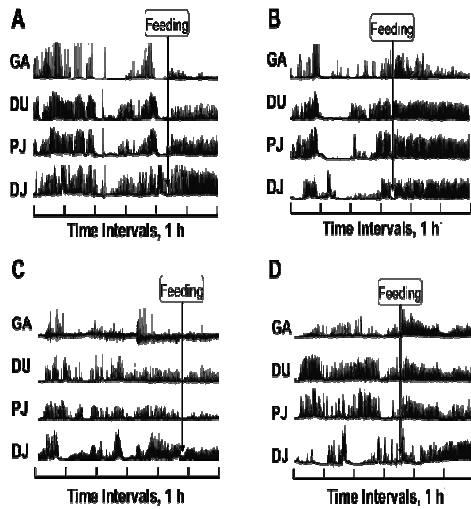 A
Feeding
GA
DU
PJ
DJ
Time Intervals, 1 h
B
Feeding
GA
DU
PJ
DJ
Time Intervals, 1 h
C
Feeding
GA
DU
PJ
DJ
Time Intervals, 1 h
D
Feeding
GA
DU
PJ
DJ
Time Intervals, 1 h